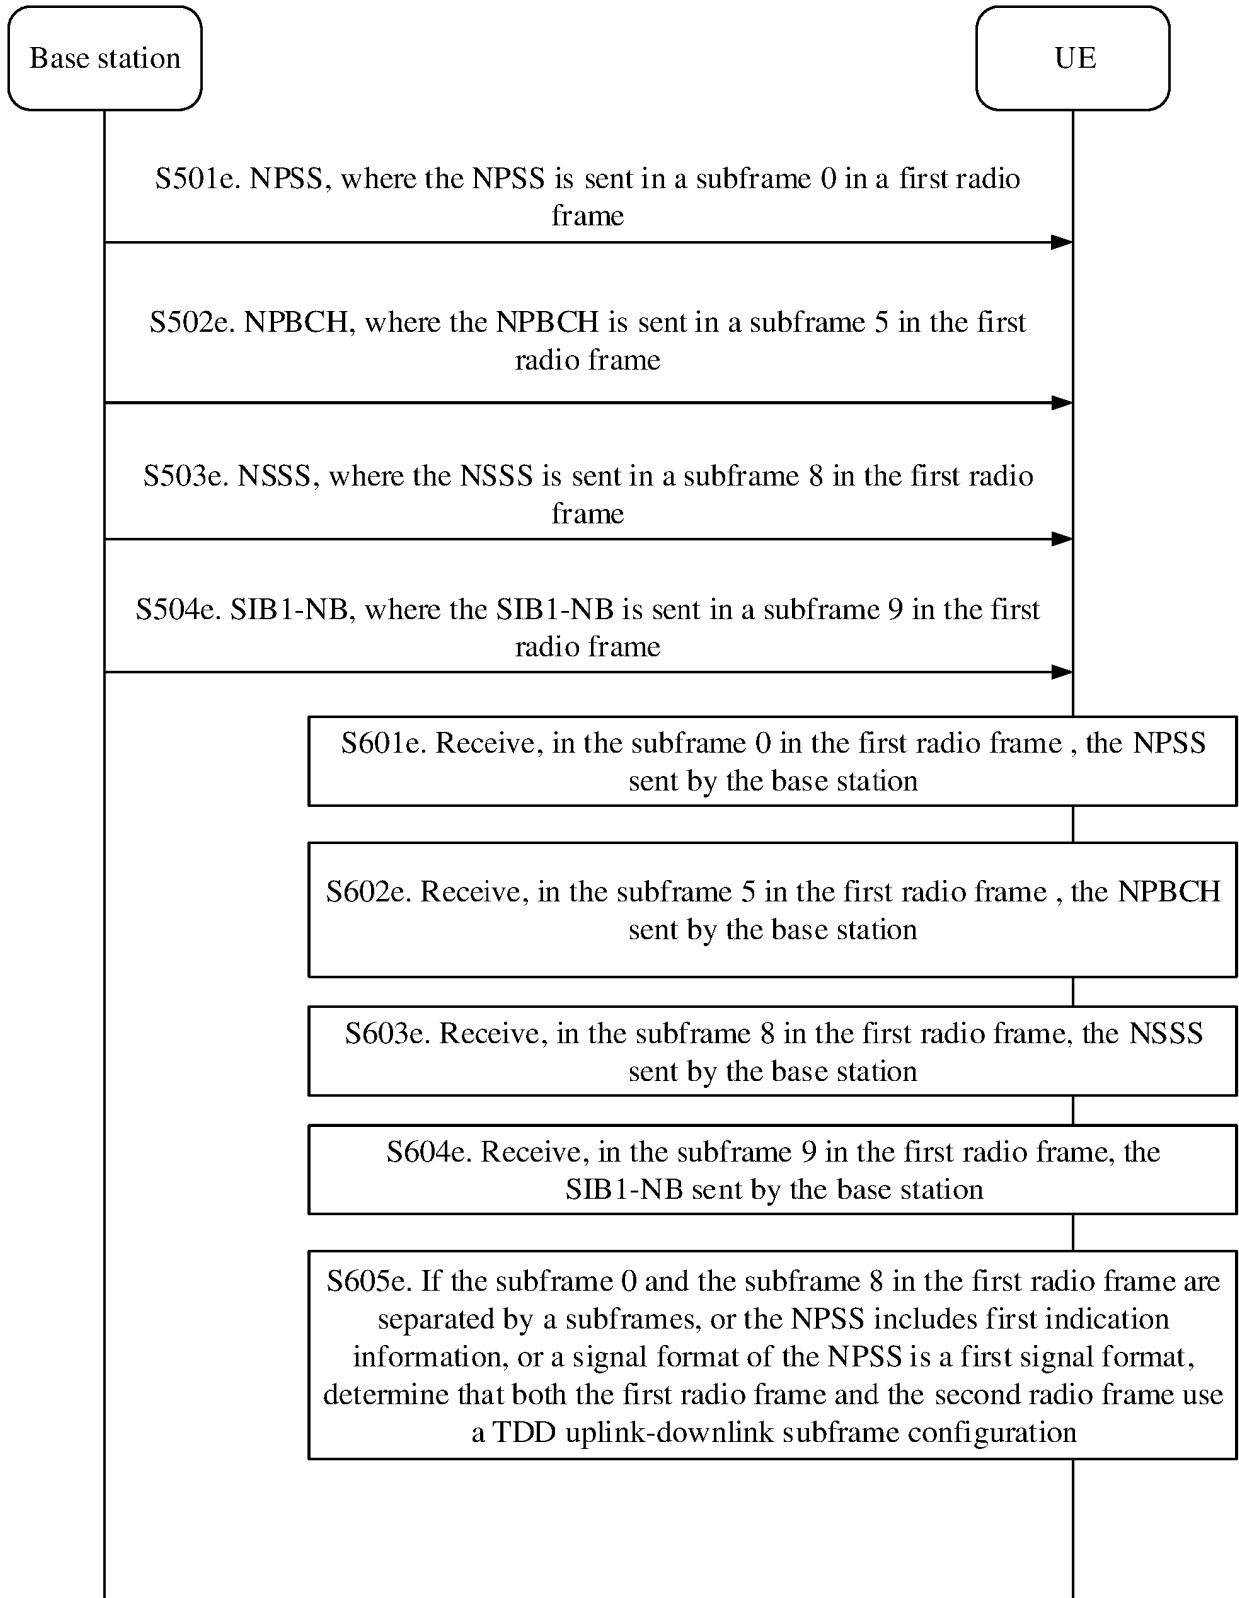 Base station
UE
S501e. NPSS, where the NPSS is sent in a subframe 0 in a first radio
frame
S502e. NPBCH, where the NPBCH is sent in a subframe 5 in the first
radio frame
S503e. NSSS, where the NSSS is sent in a subframe 8 in the first radio
frame
S504e. SIB1-NB, where the SIB1-NB is sent in a subframe 9 in the first
radio frame
S601e. Receive, in the subframe 0 in the first radio frame , the NPSS
sent by the base station
S602e. Receive, in the subframe 5 in the first radio frame , the NPBCH
sent by the base station
S603e. Receive, in the subframe 8 in the first radio frame, the NSSS
sent by the base station
S604e. Receive, in the subframe 9 in the first radio frame, the
SIB1-NB sent by the base station
S605e. If the subframe 0 and the subframe 8 in the first radio frame are
separated by a subframes, or the NPSS includes first indication
information, or a signal format of the NPSS is a first signal format,
determine that both the first radio frame and the second radio frame use
a TDD uplink-downlink subframe configuration